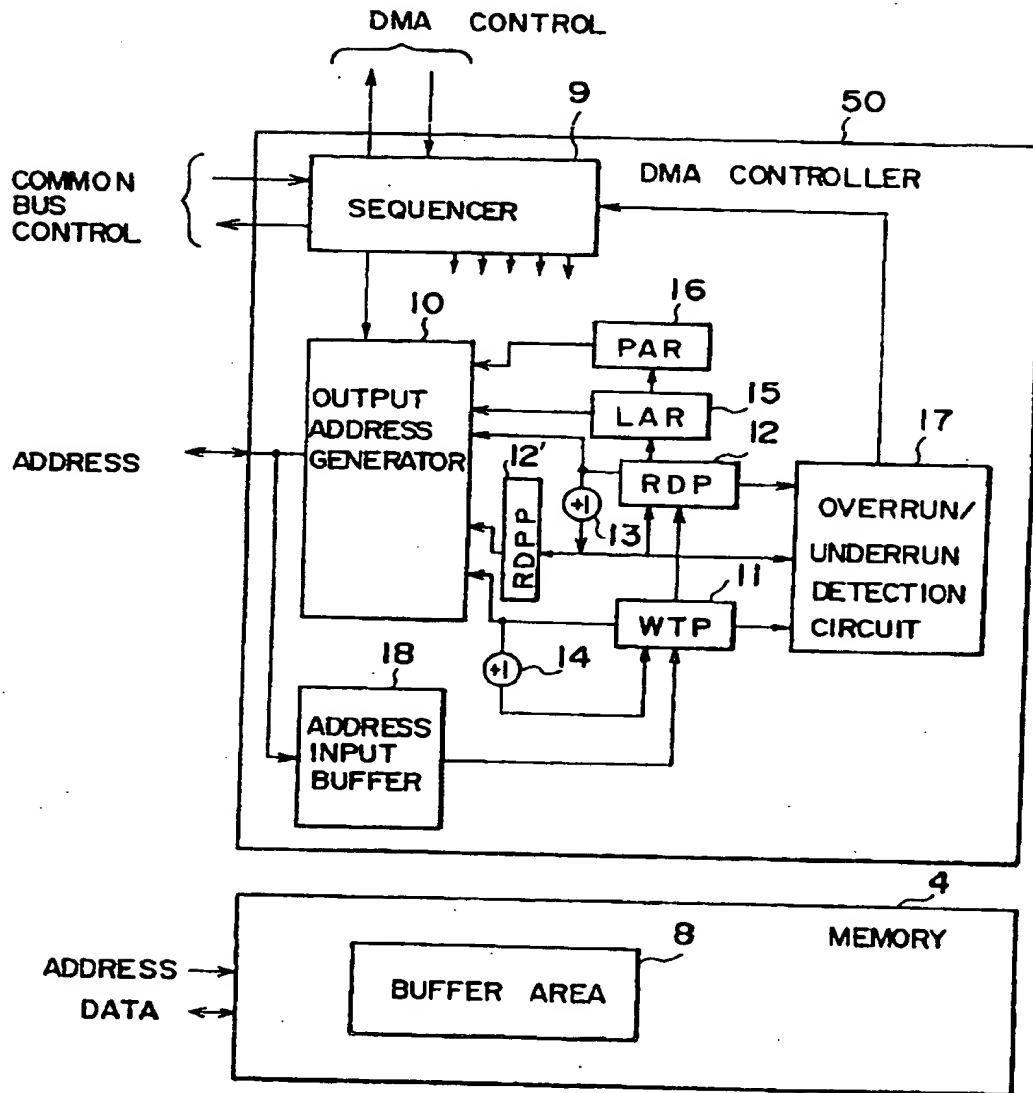 DMA CONTROL
9
50
COMMON
BUS
CONTROL
SEQUENCER
DMA CONTROLLER
10
16
PAR
OUTPUT
ADDRESS
GENERATOR
LAR
15
12
17
ADDRESS
12'
RDP
+1
13
RDPP
OVERRUN/
UNDERRUN
DETECTION
CIRCUIT
11
WTP
+1
14
18
ADDRESS
INPUT
BUFFER
4
MEMORY
ADDRESS
DATA
8
BUFFER AREA